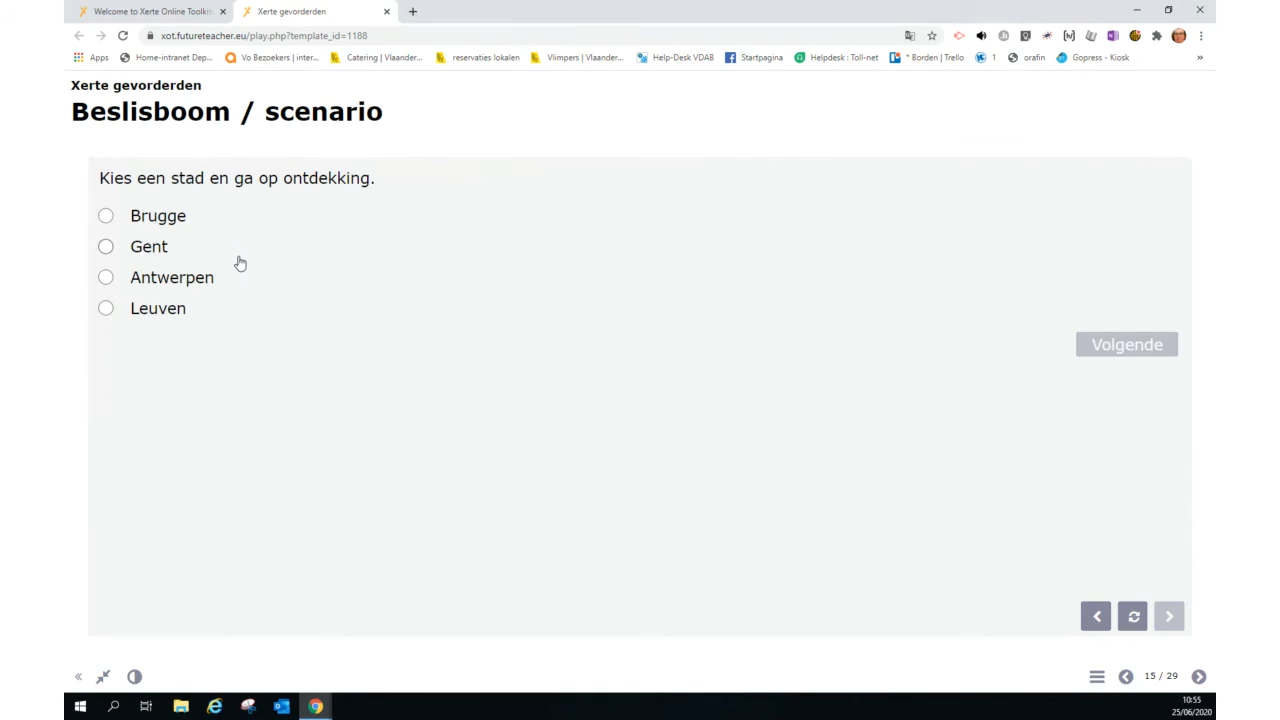 Welcome to Xerte Online Toolkit
Xerte gevorderden
xot.futureteacher.eu/play.php?template_id=1188
Apps
Home-intranet Dep...
Vo Bezoekers | inter...
Catering | Vlaander...
reservaties lokalen
Vlimpers | Vlaander...
Help-Desk VDAB
Startpagina
Helpdesk : Toll-net
* Borden | Trello
1
orafin
Gopress - Kiosk
»
Xerte gevorderden
Beslisboom / scenario
Kies een stad en ga op ontdekking.
Brugge
Gent
Antwerpen
Leuven
Volgende
«
15 / 29
10:55
25/06/2020